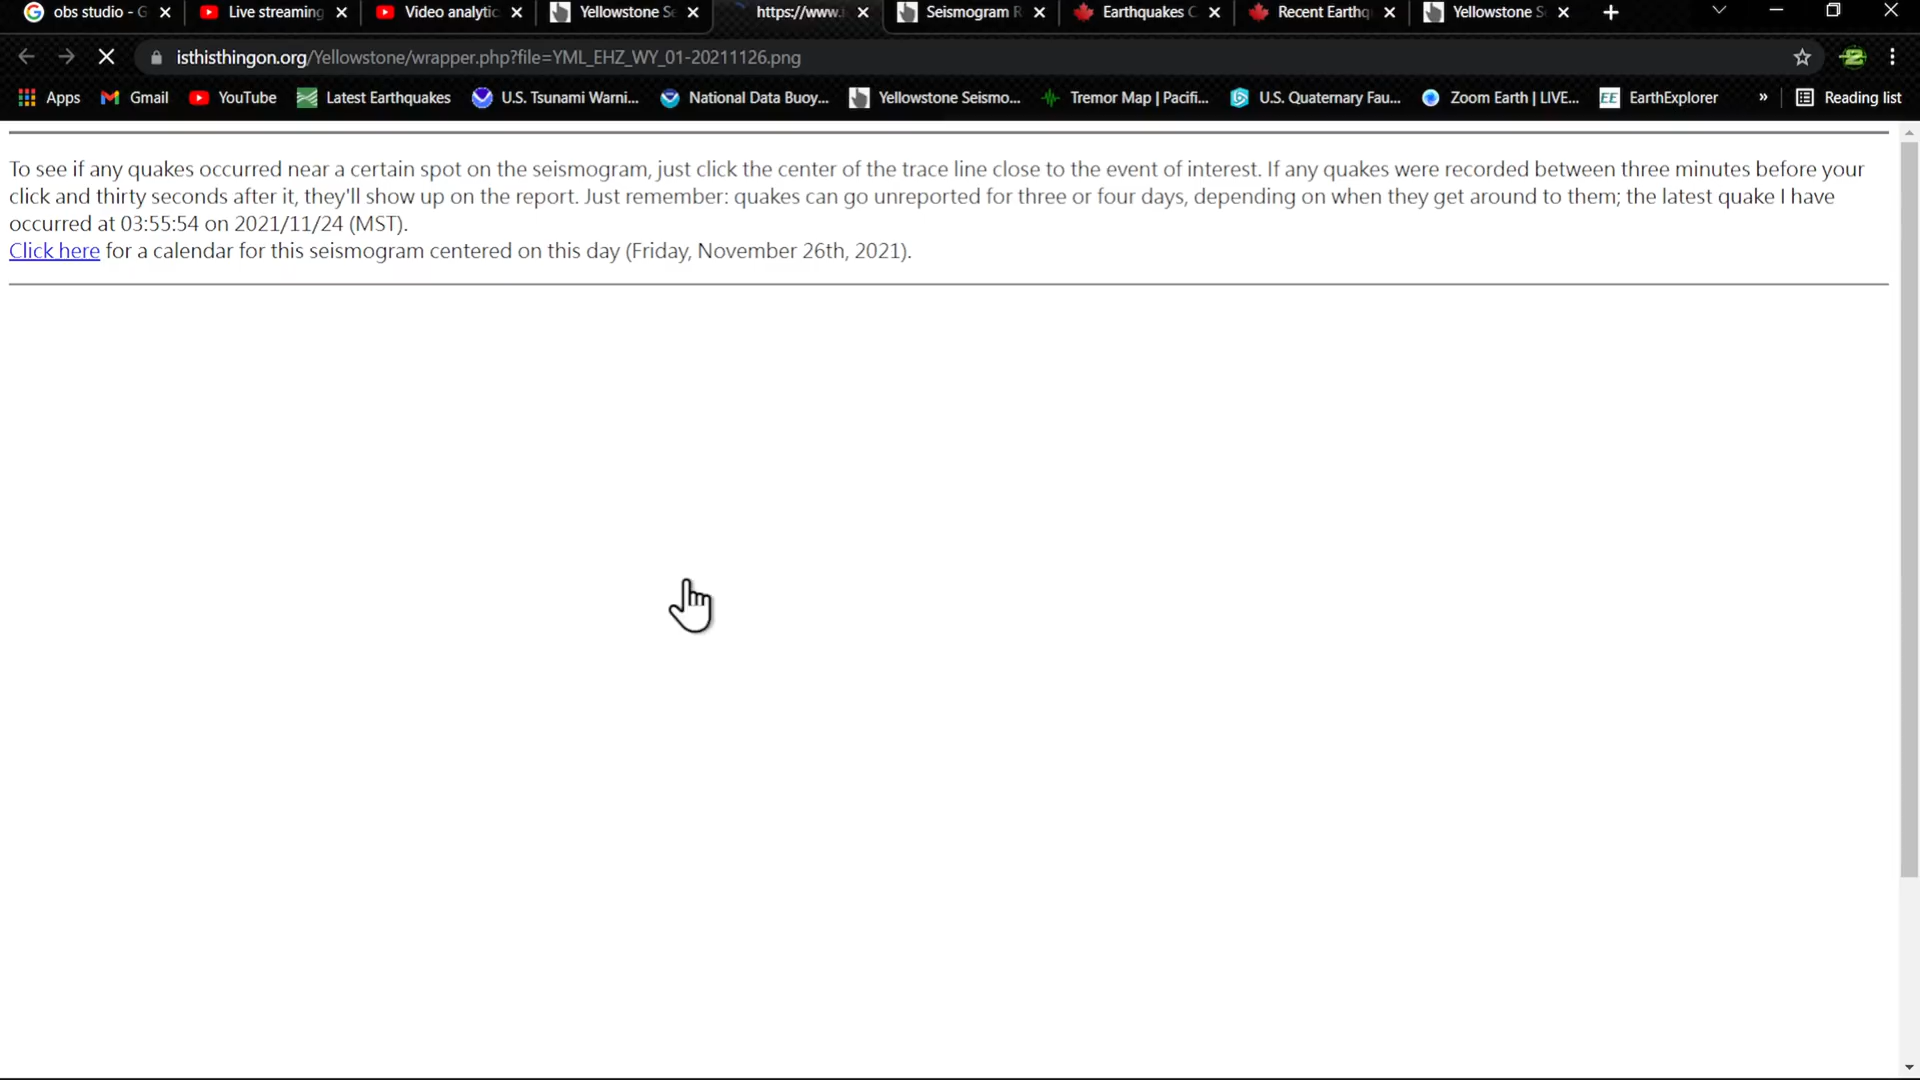 obs studio - G
Live streaming
Video analytic
Yellowstone Se
https://www.i
Seismogram R
Earthquakes C
Recent Earthq
Yellowstone S
isthisthingon.org/Yellowstone/wrapper.php?file=YML_EHZ_WY_01-20211126.png
Apps
Gmail
YouTube
Latest Earthquakes
U.S. Tsunami Warni...
National Data Buoy...
Yellowstone Seismo...
Tremor Map | Pacifi...
U.S. Quaternary Fau...
Zoom Earth | LIVE...
EE EarthExplorer
»
Reading list
To see if any quakes occurred near a certain spot on the seismogram, just click the center of the trace line close to the event of interest. If any quakes were recorded between three minutes before your
click and thirty seconds after it, they'll show up on the report. Just remember: quakes can go unreported for three or four days, depending on when they get around to them; the latest quake I have
occurred at 03:55:54 on 2021/11/24 (MST).
Click here for a calendar for this seismogram centered on this day (Friday, November 26th, 2021).